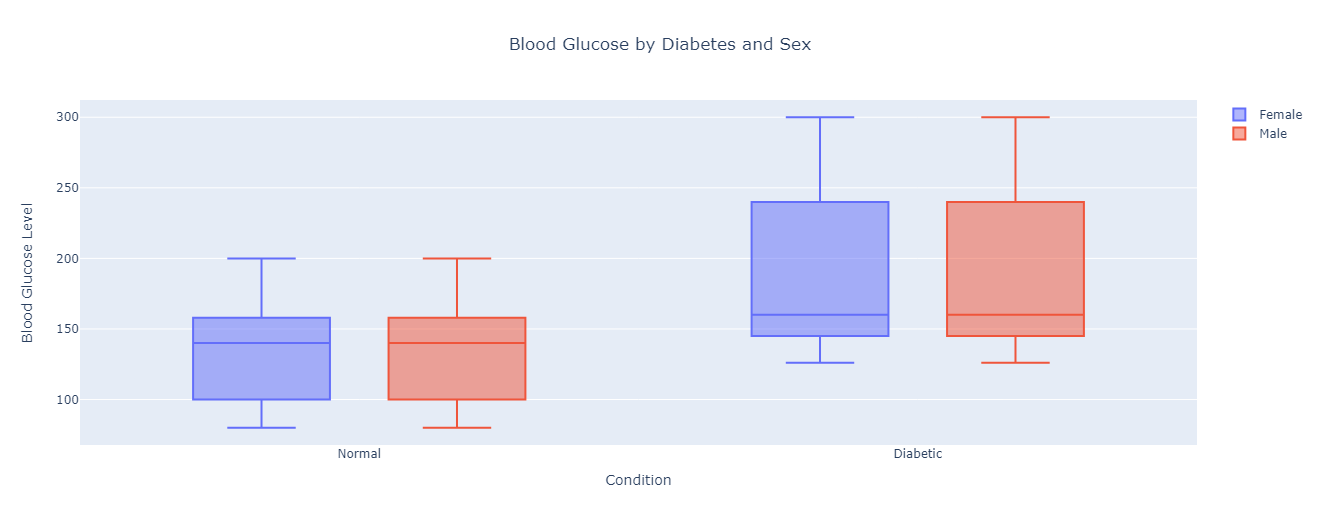 Blood Glucose by Diabetes and Sex
Female
Male
300
250
200
150
100
Blood Glucose Level
Normal
Diabetic
Condition